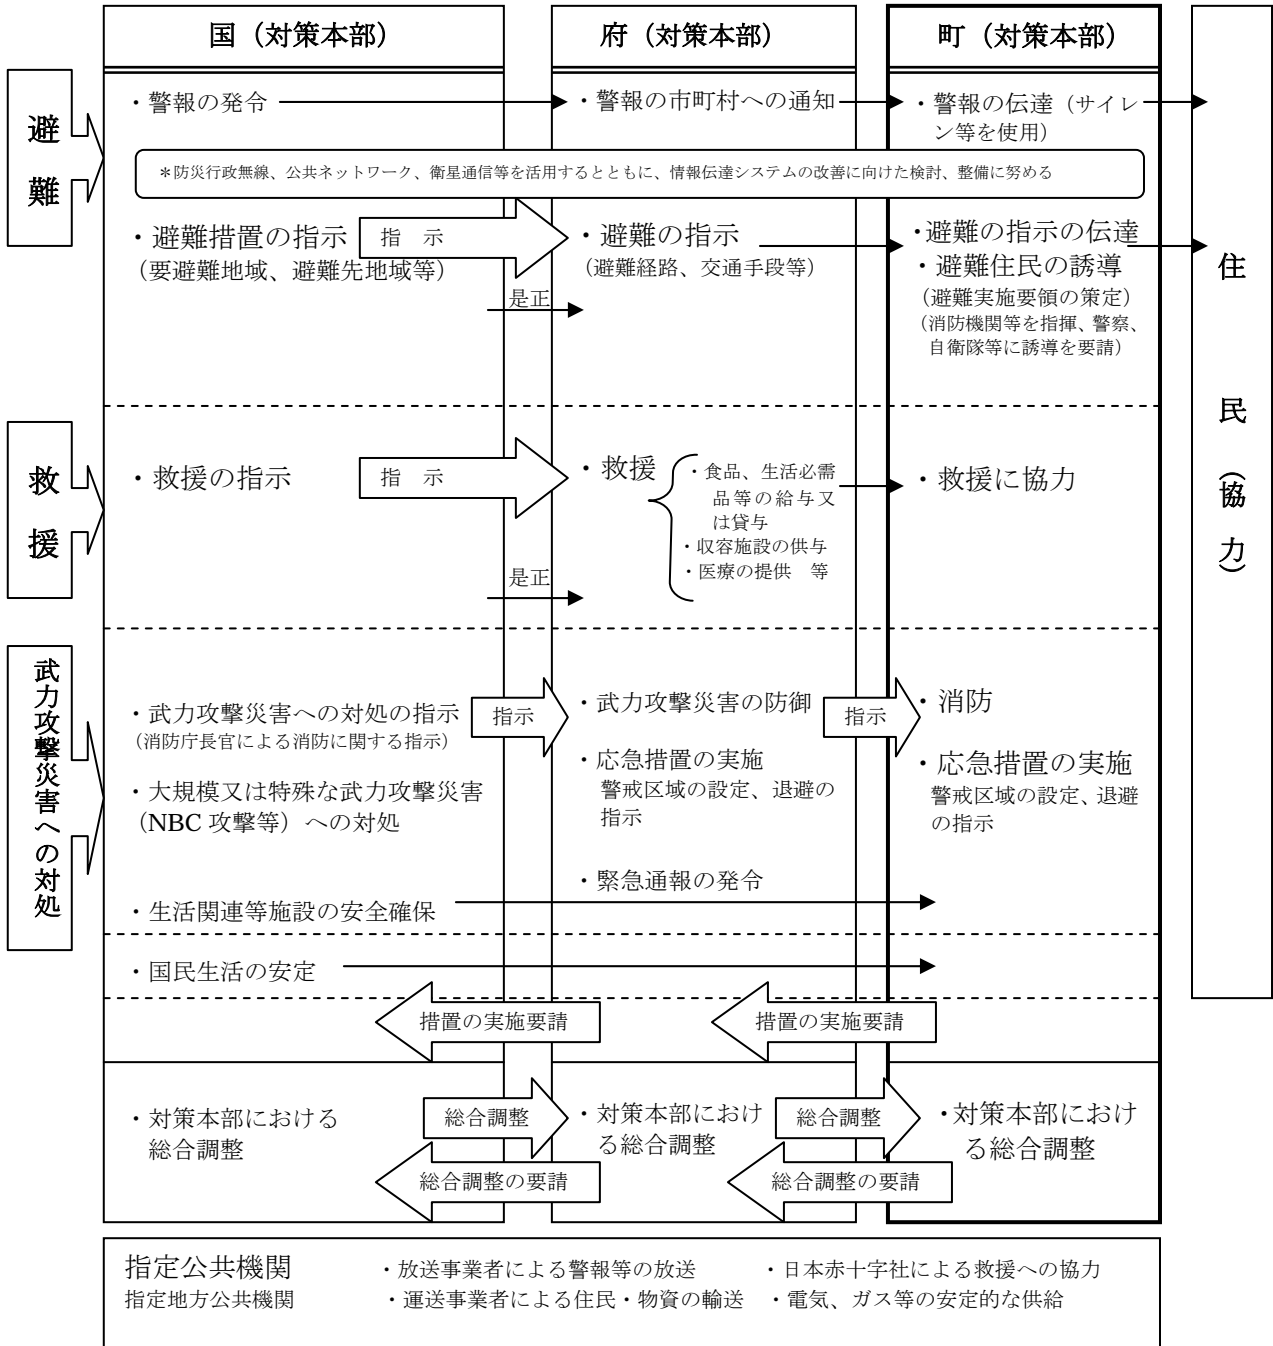 国（対策本部）
府（対策本部）
町（対策本部）
避難
・警報の発令
・警報の市町村への通知
・警報の伝達（サイレ
ン等を使用）
＊防災行政無線、公共ネットワーク、衛星通信等を活用するとともに、情報伝達システムの改善に向けた検討、整備に努める
・避難措置の指示
（要避難地域、避難先地域等）
指　示
是正
・避難の指示
（避難経路、交通手段等）
・避難の指示の伝達
・避難住民の誘導
（避難実施要領の策定）
（消防機関等を指揮、警察、
自衛隊等に誘導を要請）
住民（協力）
救援
・救援の指示
指　示
是正
・救援
・食品、生活必需
品等の給与又
は貸与
・収容施設の供与
・医療の提供　等
・救援に協力
武力攻撃災害への対処
・武力攻撃災害への対処の指示
（消防庁長官による消防に関する指示）
指示
・武力攻撃災害の防御
指示
・消防
・大規模又は特殊な武力攻撃災害
（NBC 攻撃等）への対処
・応急措置の実施
警戒区域の設定、退避の
指示
・応急措置の実施
警戒区域の設定、退避
の指示
・緊急通報の発令
・生活関連等施設の安全確保
・国民生活の安定
措置の実施要請
措置の実施要請
・対策本部における
総合調整
総合調整
総合調整の要請
・対策本部におけ
る総合調整
総合調整
総合調整の要請
・対策本部におけ
る総合調整
指定公共機関
・放送事業者による警報等の放送
・日本赤十字社による救援への協力
指定地方公共機関
・運送事業者による住民・物資の輸送
・電気、ガス等の安定的な供給